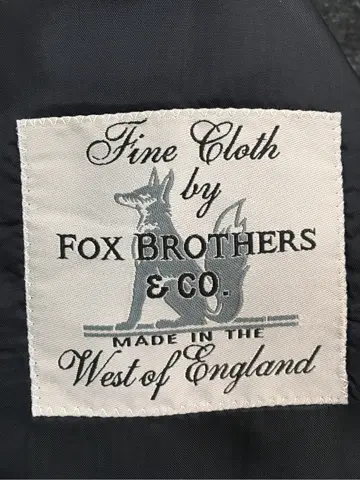 Fine Cloth
by
FOX BROTHERS
& CO.
MADE IN THE
West of England